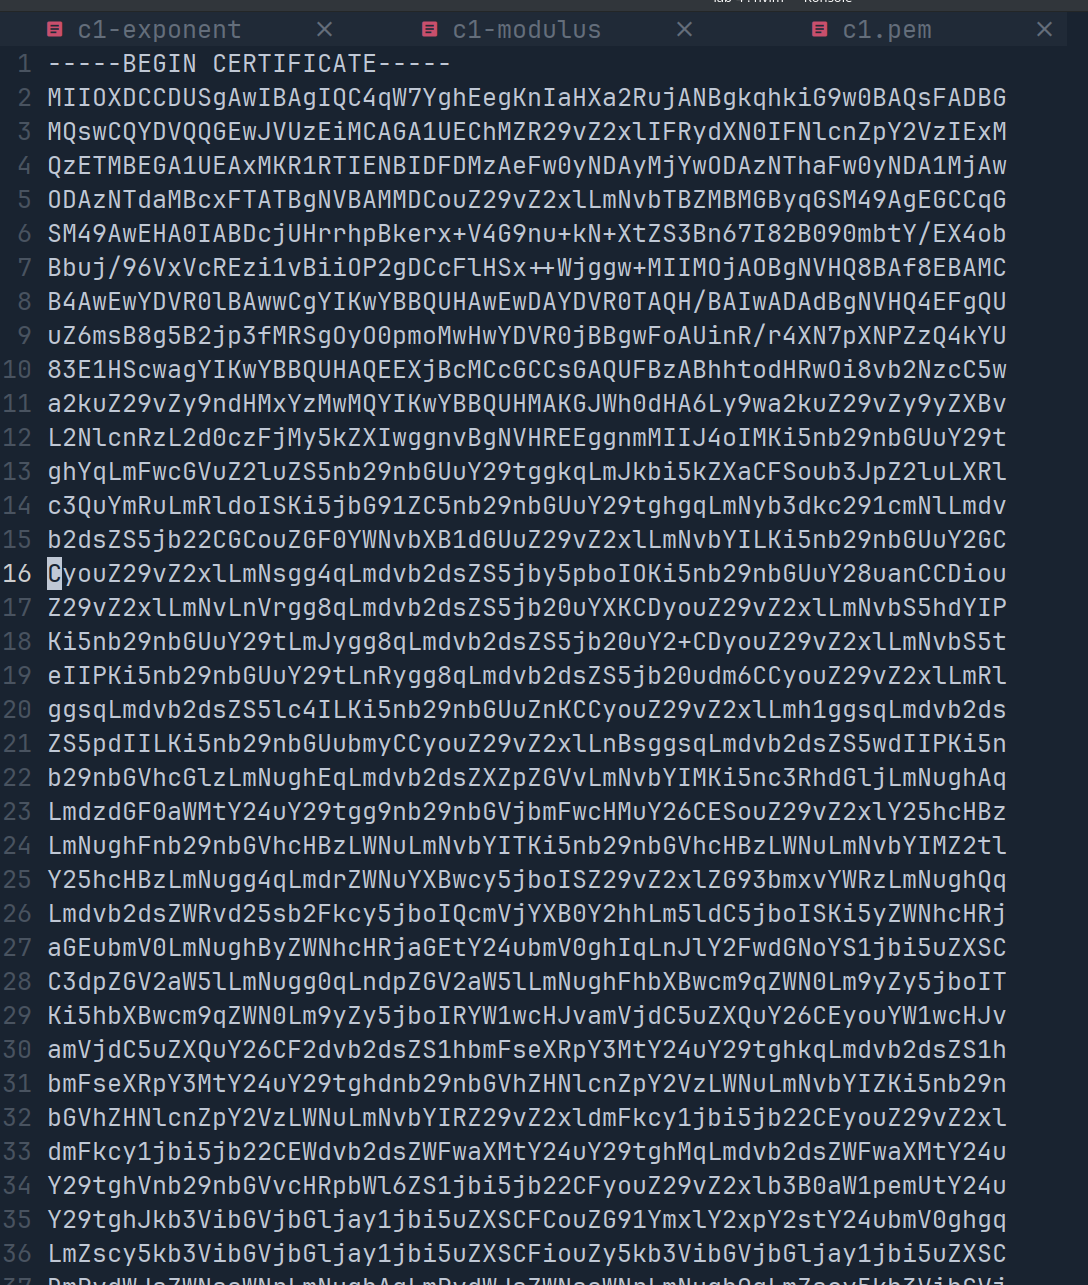 c1-exponent × c1-modulus × c1.pem ×
1 -----BEGIN CERTIFICATE-----
2 MIIOXDCCDUSgAwIBAgIQC4qW7YghEegKnIaHXa2RujANBgkqhkiG9w0BAQsFADBG
3 MQswCQYDVQQGEwJVUzEiMCAGA1UEChMZR29vZ2xlIFRydXN0IFNlcnZpY2VzIExM
4 QzETMBEGA1UEAxMKR1RTIENBIDFDMzAeFw0yNDAyMjYwODAzNThaFw0yNDA1MjAw
5 ODAzNTdaMBcxFTATBgNVBAMMDCouZ29vZ2xlLmNvbTBZMBMGByqGSM49AgEGCCqG
6 SM49AwEHA0IABDcjUHrrhpBkerx+V4G9nu+kN+XtZS3Bn67I82B090mbtY/EX4ob
7 Bbuj/96VxVcREzi1vBiiOP2gDCcFlHSx++Wjggw+MIIMOjAOBgNVHQ8BAf8EBAMC
8 B4AwEwYDVR0lBAwwCgYIKwYBBQUHAwEwDAYDVR0TAQH/BAIwADAdBgNVHQ4EFgQU
9 uZ6msB8g5B2jp3fMRSgOyO0pmoMwHwYDVR0jBBgwFoAUinR/r4XN7pXNPZzQ4kYU
10 83E1HScwagYIKwYBBQUHAQEEXjBcMCcGCCsGAQUFBzABhhtodHRwOi8vb2NzcC5w
11 a2kuZ29vZy9ndHMxYzMwMQYIKwYBBQUHMAKGJWh0dHA6Ly9wa2kuZ29vZy9yZXBv
12 L2NlcnRzL2d0czFjMy5kZXIwggnvBgNVHREEggnmMIIJ4oIMKi5nb29nbGUuY29t
13 ghYqLmFwcGVuZ2luZS5nb29nbGUuY29tggkqLmJkbi5kZXaCFSoub3JpZ2luLXRl
14 c3QuYmRuLmRldoISKi5jbG91ZC5nb29nbGUuY29tghgqLmNyb3dkc291cmNlLmdv
15 b2dsZS5jb22CGCouZGF0YWNvbXB1dGUuZ29vZ2xlLmNvbYILKi5nb29nbGUuY2GC
16 CyouZ29vZ2xlLmNsgg4qLmdvb2dsZS5jby5pboIOKi5nb29nbGUuY28uanCCDiou
17 Z29vZ2xlLmNvLnVrgg8qLmdvb2dsZS5jb20uYXKCDyouZ29vZ2xlLmNvbS5hdYIP
18 Ki5nb29nbGUuY29tLmJygg8qLmdvb2dsZS5jb20uY2+CDyouZ29vZ2xlLmNvbS5t
19 eIIPKi5nb29nbGUuY29tLnRygg8qLmdvb2dsZS5jb20udm6CCyouZ29vZ2xlLmRl
20 ggsqLmdvb2dsZS5lc4ILKi5nb29nbGUuZnKCCyouZ29vZ2xlLmh1ggsqLmdvb2ds
21 ZS5pdIILKi5nb29nbGUubmyCCyouZ29vZ2xlLnBsggsqLmdvb2dsZS5wdIIPKi5n
22 b29nbGVhcGlzLmNughEqLmdvb2dsZXZpZGVvLmNvbYIMKi5nc3RhdGljLmNughAq
23 LmdzdGF0aWMtY24uY29tgg9nb29nbGVjbmFwcHMuY26CESouZ29vZ2xlY25hcHBz
24 LmNughFnb29nbGVhcHBzLWNuLmNvbYITKi5nb29nbGVhcHBzLWNuLmNvbYIMZ2tl
25 Y25hcHBzLmNugg4qLmdrZWNuYXBwcy5jboISZ29vZ2xlZG93bmxvYWRzLmNughQq
26 Lmdvb2dsZWRvd25sb2Fkcy5jboIQcmVjYXB0Y2hhLm5ldC5jboISKi5yZWNhcHRj
27 aGEubmV0LmNughByZWNhcHRjaGEtY24ubmV0ghIqLnJlY2FwdGNoYS1jbi5uZXSC
28 C3dpZGV2aW5lLmNugg0qLndpZGV2aW5lLmNughFhbXBwcm9qZWN0Lm9yZy5jboIT
29 Ki5hbXBwcm9qZWN0Lm9yZy5jboIRYW1wcHJvamVjdC5uZXQuY26CEyouYW1wcHJv
30 amVjdC5uZXQuY26CF2dvb2dsZS1hbmFseXRpY3MtY24uY29tghkqLmdvb2dsZS1h
31 bmFseXRpY3MtY24uY29tghdnb29nbGVhZHNlcnZpY2VzLWNuLmNvbYIZKi5nb29n
32 bGVhZHNlcnZpY2VzLWNuLmNvbYIRZ29vZ2xldmFkcy1jbi5jb22CEyouZ29vZ2xl
33 dmFkcy1jbi5jb22CEWdvb2dsZWFwaXMtY24uY29tghMqLmdvb2dsZWFwaXMtY24u
34 Y29tghVnb29nbGVvcHRpbWl6ZS1jbi5jb22CFyouZ29vZ2xlb3B0aW1pemUtY24u
35 Y29tghJkb3VibGVjbGljay1jbi5uZXSCFCouZG91YmxlY2xpY2stY24ubmV0ghgq
36 LmZscy5kb3VibGVjbGljay1jbi5uZXSCFiouZy5kb3VibGVjbGljay1jbi5uZXSC